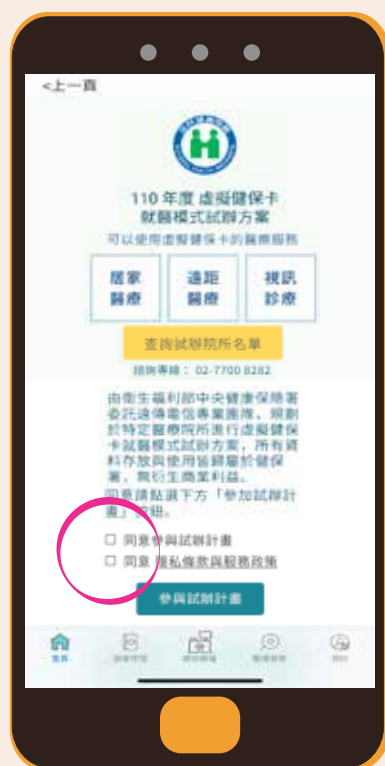 <上一頁
110 年度 虛擬健保卡
就醫模式試辦方案
可以使用虛擬健保卡的醫療服務
居家
醫療
遠距
醫療
視訊
診療
查詢試辦院所名單
諮詢專線： 02-7700 8282
由衛生福利部中央健康保險署
委託遠傳電信專業團隊，規劃
於特定醫療院所進行虛擬健保
卡就醫模式試辦方案，所有資
料存放與使用皆歸屬於健保
署，無衍生商業利益。
同意請點選下方「參加試辦計
畫」按鈕。
同意參與試辦計畫
同意 隱私條款與服務政策
參與試辦計畫
首頁